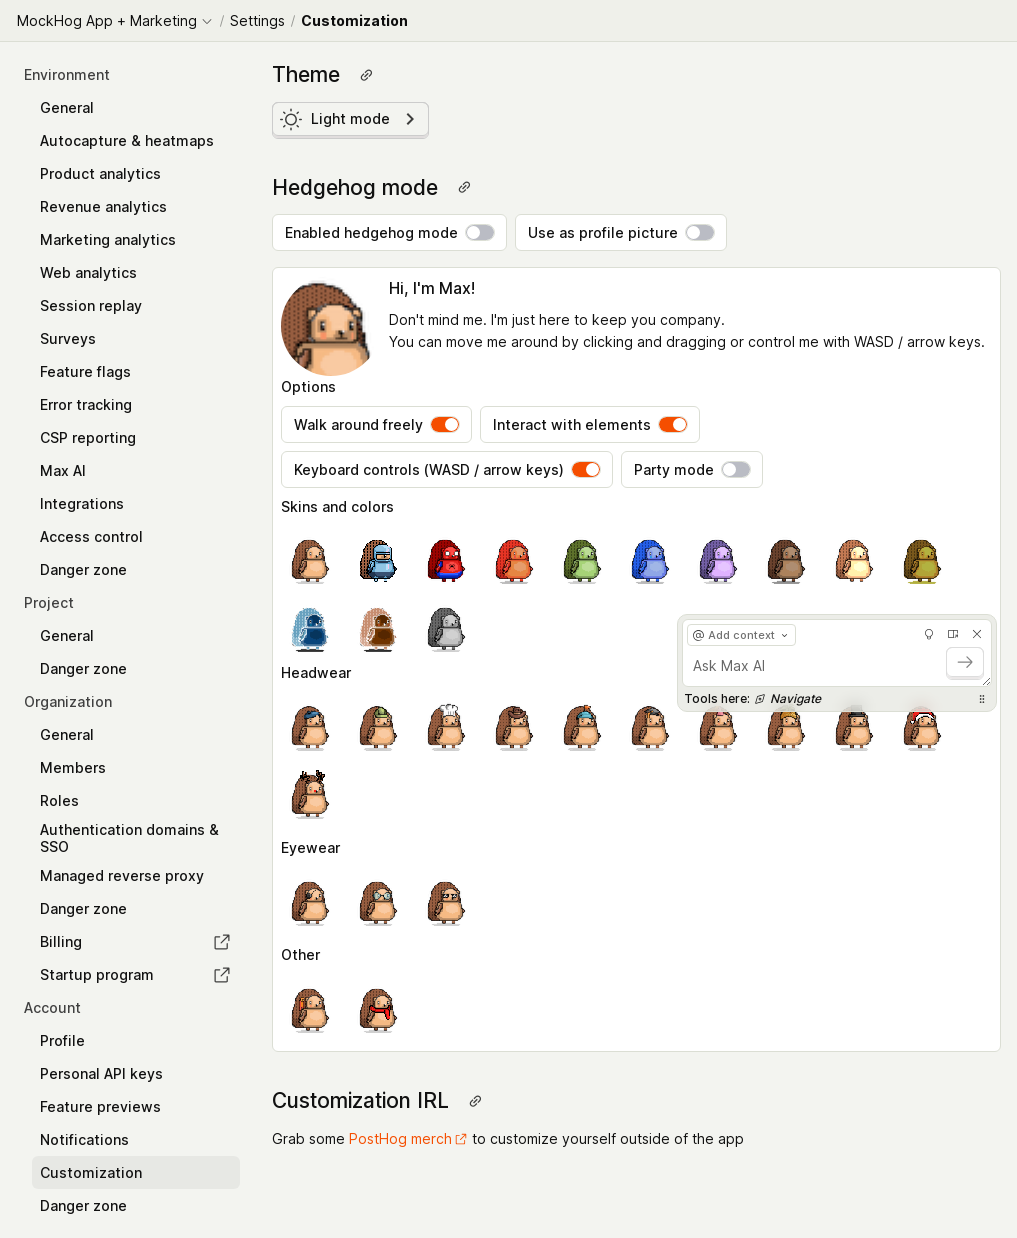 MockHog App + Marketing / Settings / Customization
Environment
General
Autocapture & heatmaps
Product analytics
Revenue analytics
Marketing analytics
Web analytics
Session replay
Surveys
Feature flags
Error tracking
CSP reporting
Max AI
Integrations
Access control
Danger zone
Project
General
Danger zone
Organization
General
Members
Roles
Authentication domains &
SSO
Managed reverse proxy
Danger zone
Billing
Startup program
Account
Profile
Personal API keys
Feature previews
Notifications
Customization
Danger zone
Theme
Light mode
Hedgehog mode
Enabled hedgehog mode
Use as profile picture
Hi, I'm Max!
Don't mind me. I'm just here to keep you company.
You can move me around by clicking and dragging or control me with WASD / arrow keys.
Options
Walk around freely
Interact with elements
Keyboard controls (WASD / arrow keys)
Party mode
Skins and colors
@ Add context
Ask Max AI
Tools here: Navigate
Headwear
Eyewear
Other
Customization IRL
Grab some PostHog merch to customize yourself outside of the app